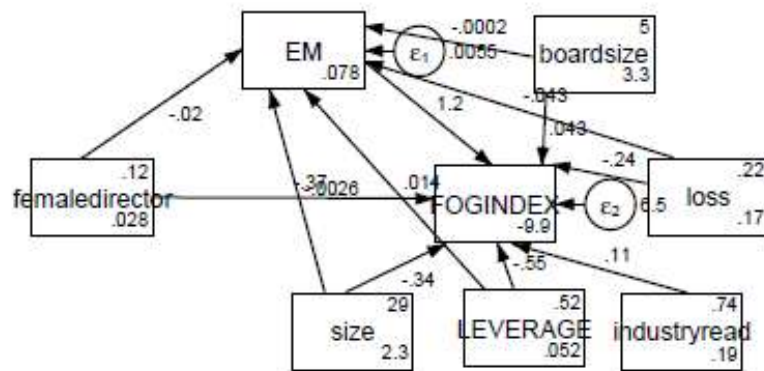 -.0002
5
EM
ε1
.0055
boardsize
.078
3.3
1.2
-.043
.043
-.02
.12
-.24
.22
femaledirector
.014
FOGINDEX
ε2
6.5
loss
.028
-9.9
.17
-.34
-.55
.11
29
.52
.74
size
LEVERAGE
industryread
2.3
.052
.19